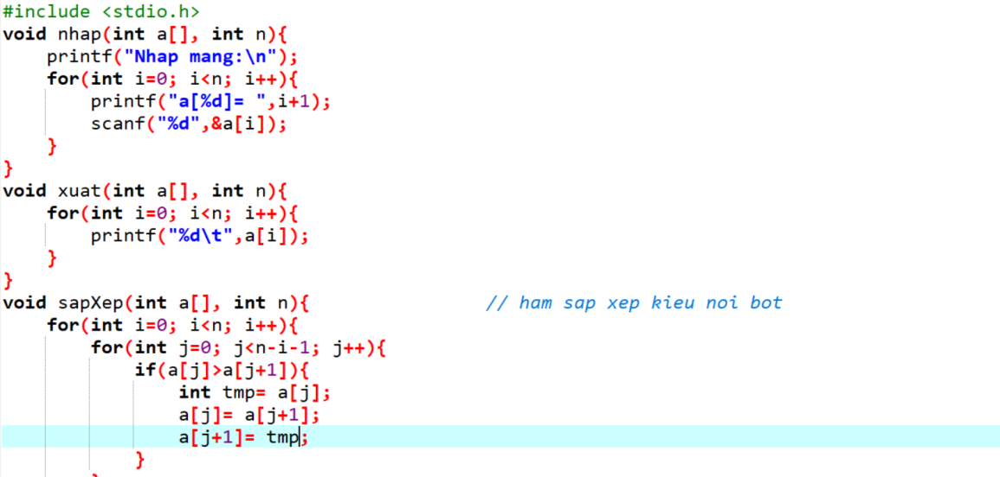 #include <stdio.h>
void nhap(int a[], int n){
    printf("Nhap mang:\n");
    for(int i=0; i<n; i++){
        printf("a[%d]= ",i+1);
        scanf("%d",&a[i]);
    }
}
void xuat(int a[], int n){
    for(int i=0; i<n; i++){
        printf("%d\t",a[i]);
    }
}
void sapXep(int a[], int n){                // ham sap xep kieu noi bot
    for(int i=0; i<n; i++){
        for(int j=0; j<n-i-1; j++){
            if(a[j]>a[j+1]){
                int tmp= a[j];
                a[j]= a[j+1];
                a[j+1]= tmp;
            }